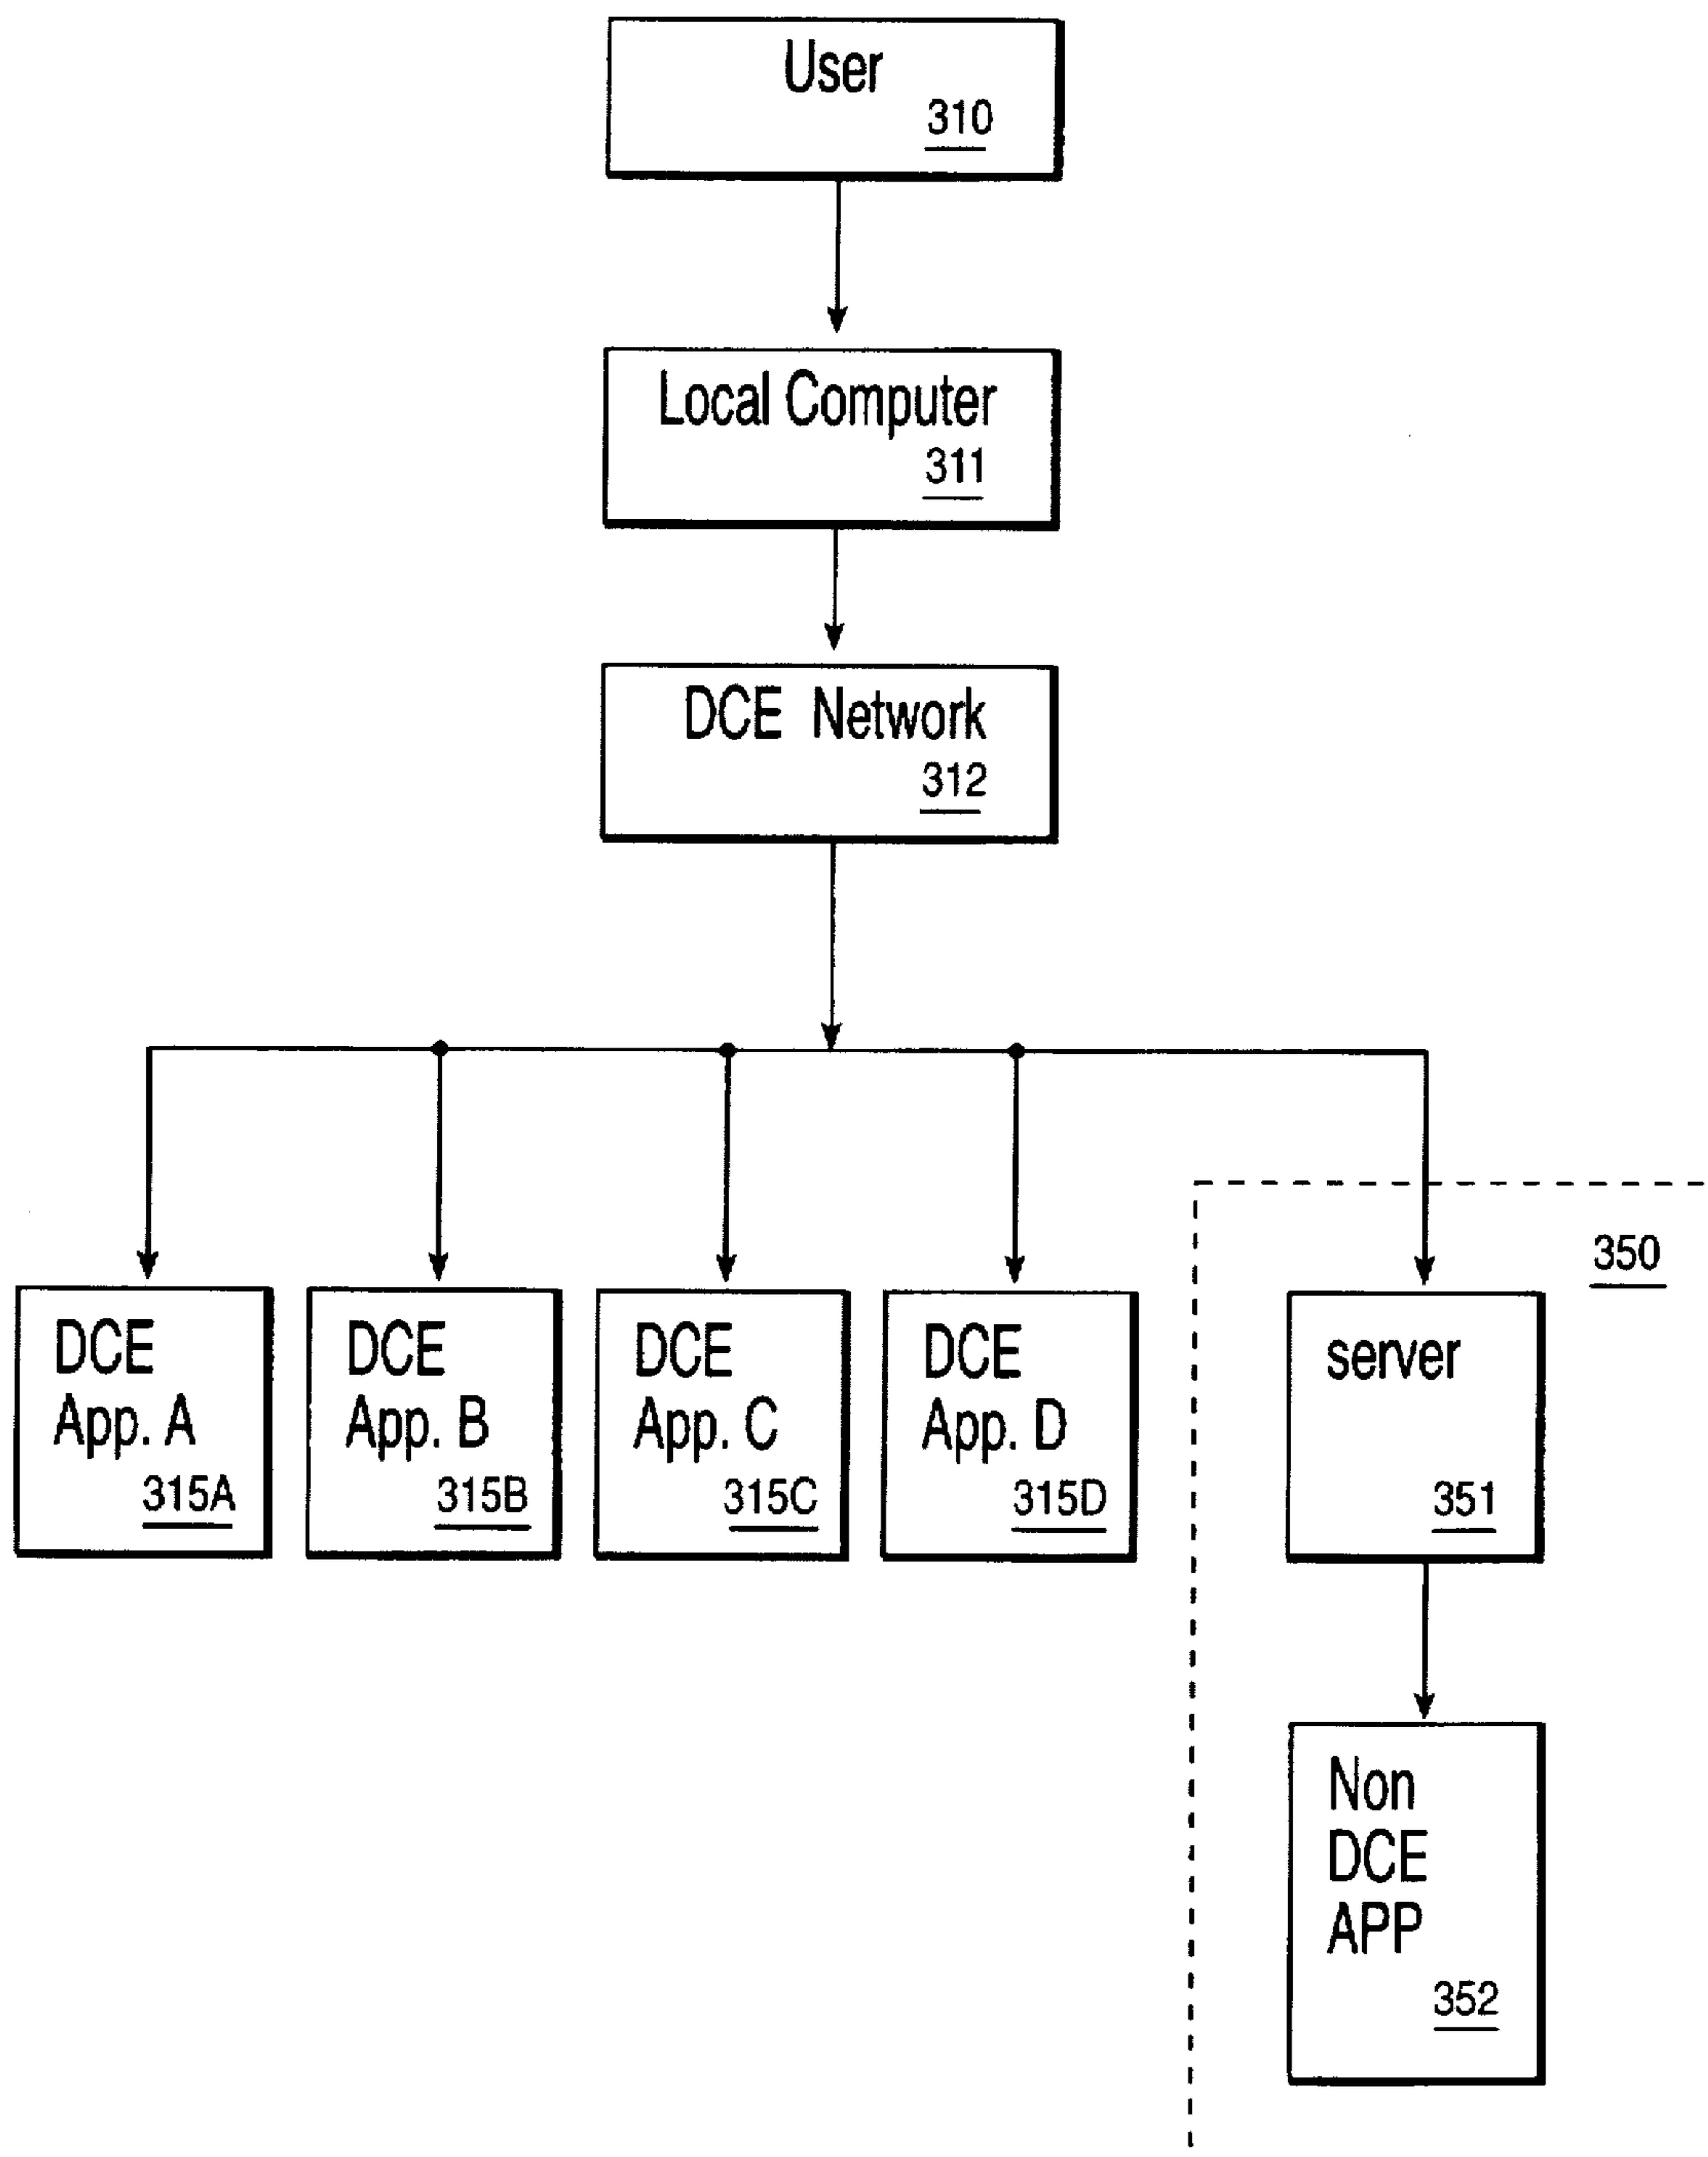 User
310
Local Computer
311
DCE Network
312
350
DCE
App. A
315A
DCE
App. B
315B
DCE
App. C
315C
DCE
App. D
315D
server
351
Non
DCE
APP
352